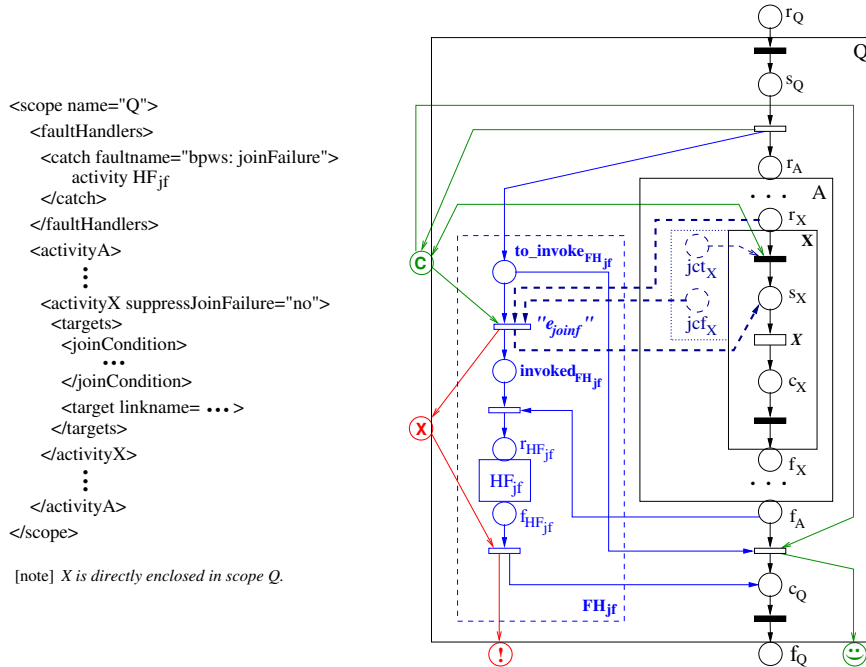 <scope name="Q">
<faultHandlers>
<catch faultname="bpws: joinFailure">
activity HFjf
</catch>
</faultHandlers>
<activityA>
<activityX suppressJoinFailure="no">
<targets>
<joinCondition>
...
</joinCondition>
<target linkname= ...>
</targets>
</activityX>
</activityA>
</scope>
[note] X is directly enclosed in scope Q.
rQ
Q
sQ
rA
A
rX
X
C
to_invokeFHjf
jctX
sX
jcfX
"ejoinf"
X
invokedFHjf
cX
X
rHFjf
fX
HFjf
fHFjf
fA
cQ
FHjf
!
fQ